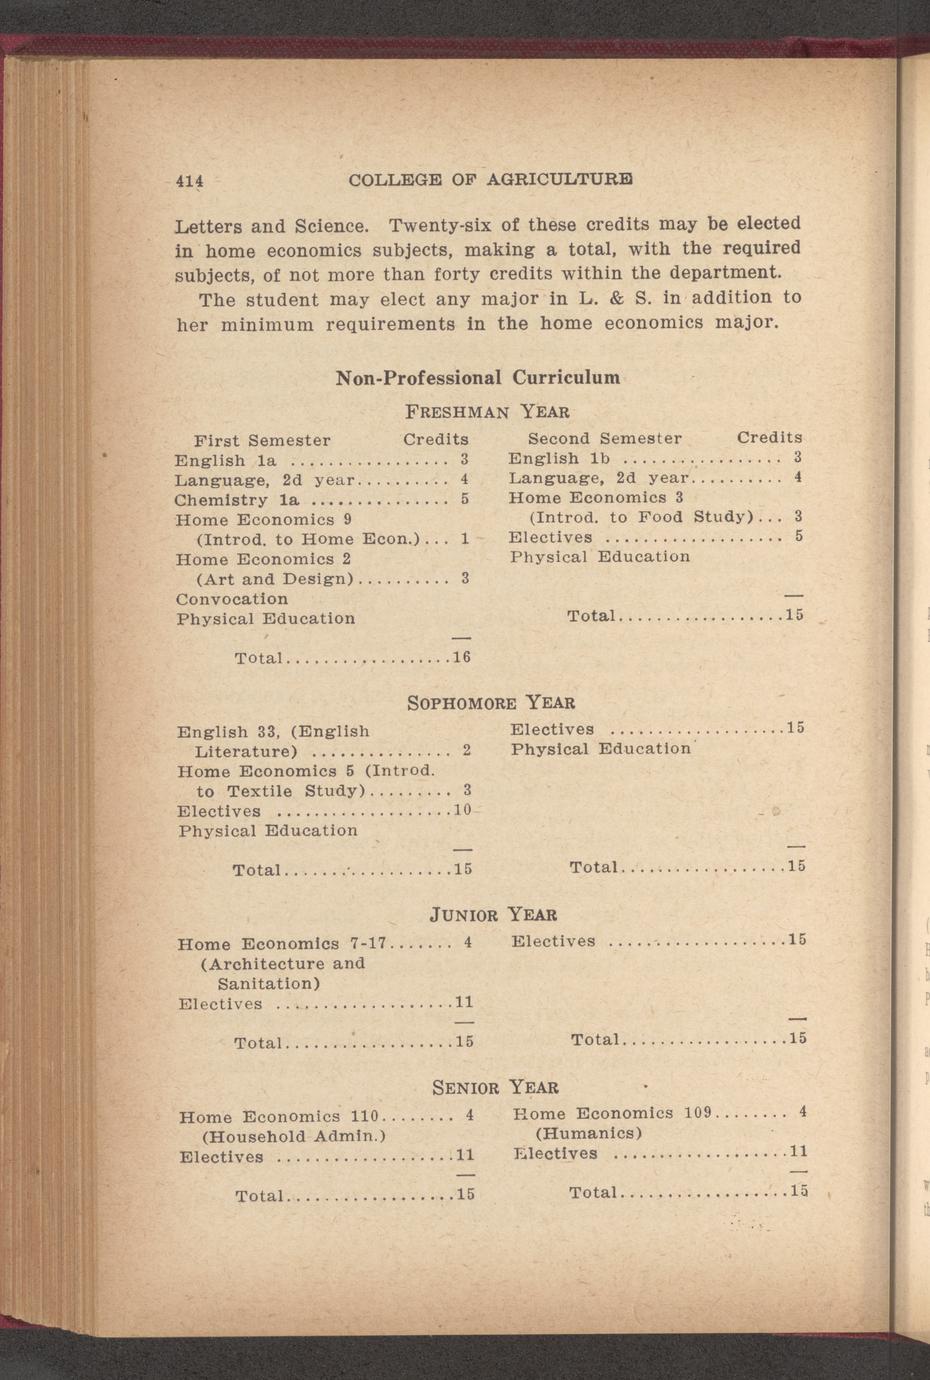 414 COLLEGE OF AGRICULTURE
Letters and Science. Twenty-six of these credits may be elected
in home economics subjects, making a total, with the required
subjects, of not more than forty credits within the department.
The student may elect any major in L. & S. in addition to
her minimum requirements in the home economics major.
Non-Professional Curriculum
FRESHMAN YEAR
First Semester Credits
English 1a ................. 3
Language, 2d year.......... 4
Chemistry 1a ............... 5
Home Economics 9
(Introd. to Home Econ.)... 1
Home Economics 2
(Art and Design).......... 3
Convocation
Physical Education
Total..................16
Second Semester Credits
English 1b ................. 3
Language, 2d year.......... 4
Home Economics 3
(Introd. to Food Study)... 3
Electives ................... 5
Physical Education
Total..................15
SOPHOMORE YEAR
English 33, (English
Literature) ............... 2
Home Economics 5 (Introd.
to Textile Study)......... 3
Electives ...................10
Physical Education
Total..................15
Electives ...................15
Physical Education
Total..................15
JUNIOR YEAR
Home Economics 7-17....... 4
(Architecture and
Sanitation)
Electives ...................11
Total..................15
Electives ...................15
Total..................15
SENIOR YEAR
Home Economics 110........ 4
(Household Admin.)
Electives ...................11
Total..................15
Home Economics 109........ 4
(Humanics)
Electives ...................11
Total..................15